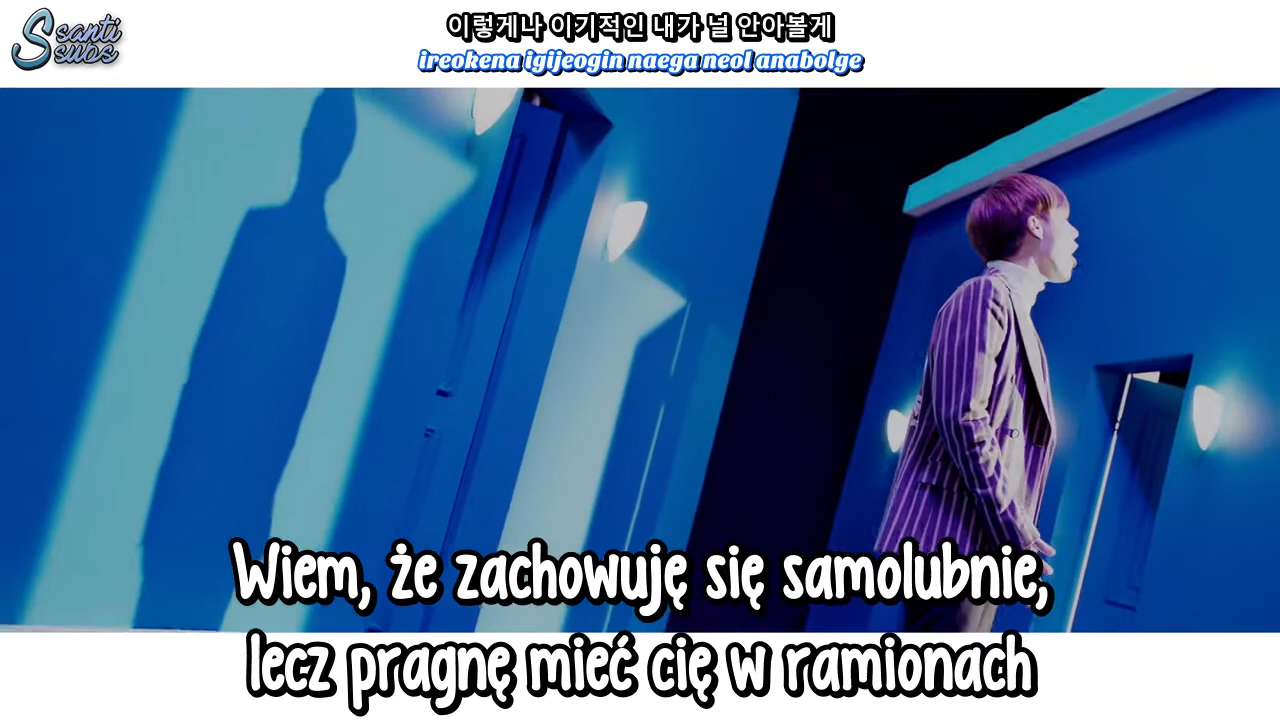 Ssanti
subs
이렇게나 이기적인 내가 널 안아볼게
ireokena igijeogin naega neol anabolge
Wiem, że zachowuję się samolubnie,
lecz pragnę mieć cię w ramionach